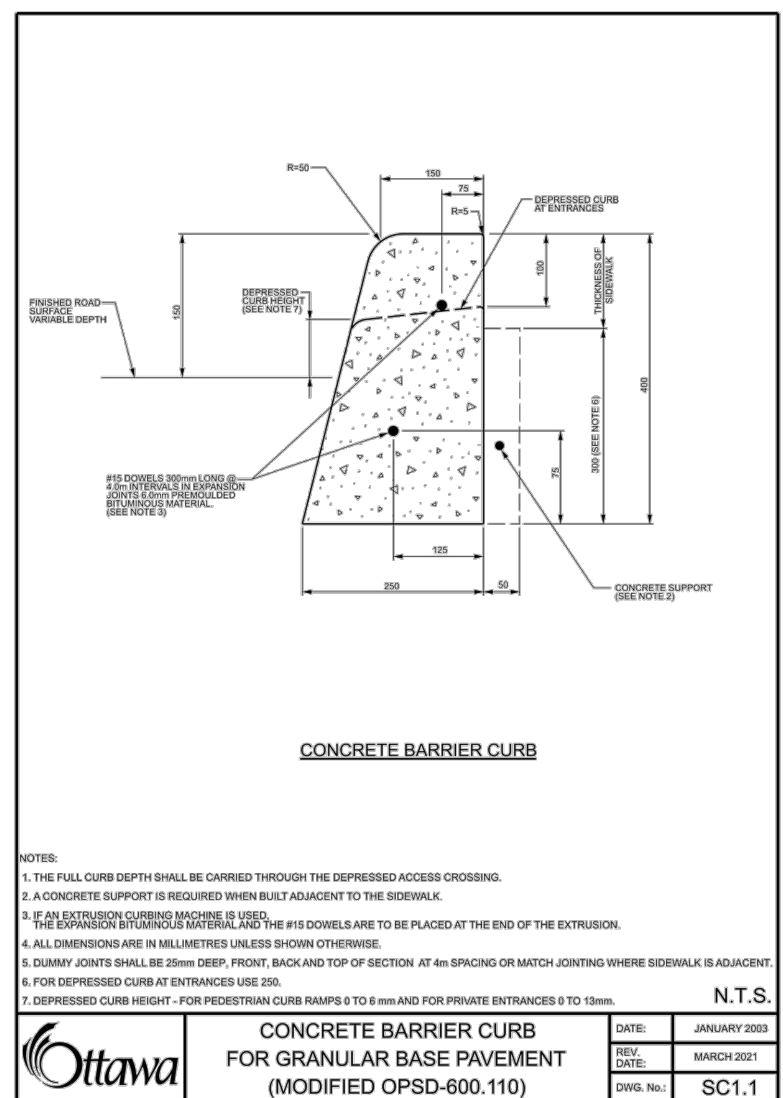 R=50
150
75
R=5
DEPRESSED CURB
AT ENTRANCES
FINISHED ROAD
SURFACE
VARIABLE DEPTH
150
DEPRESSED
CURB HEIGHT
(SEE NOTE 7)
100
THICKNESS OF
SIDEWALK
400
300 (SEE NOTE 6)
75
#15 DOWELS 300mm LONG @
4.0m INTERVALS IN EXPANSION
JOINTS 6.0mm PREMOULDED
BITUMINOUS MATERIAL.
(SEE NOTE 3)
125
250
50
CONCRETE SUPPORT
(SEE NOTE 2)
CONCRETE BARRIER CURB
NOTES:
1. THE FULL CURB DEPTH SHALL BE CARRIED THROUGH THE DEPRESSED ACCESS CROSSING.
2. A CONCRETE SUPPORT IS REQUIRED WHEN BUILT ADJACENT TO THE SIDEWALK.
3. IF AN EXTRUSION CURBING MACHINE IS USED,
THE EXPANSION BITUMINOUS MATERIAL AND THE #15 DOWELS ARE TO BE PLACED AT THE END OF THE EXTRUSION.
4. ALL DIMENSIONS ARE IN MILLIMETRES UNLESS SHOWN OTHERWISE.
5. DUMMY JOINTS SHALL BE 25mm DEEP, FRONT, BACK AND TOP OF SECTION AT 4m SPACING OR MATCH JOINTING WHERE SIDEWALK IS ADJACENT.
6. FOR DEPRESSED CURB AT ENTRANCES USE 250.
7. DEPRESSED CURB HEIGHT - FOR PEDESTRIAN CURB RAMPS 0 TO 6 mm AND FOR PRIVATE ENTRANCES 0 TO 13mm.
N.T.S.
Ottawa
CONCRETE BARRIER CURB
FOR GRANULAR BASE PAVEMENT
(MODIFIED OPSD-600.110)
DATE: JANUARY 2003
REV. DATE: MARCH 2021
DWG. No.: SC1.1